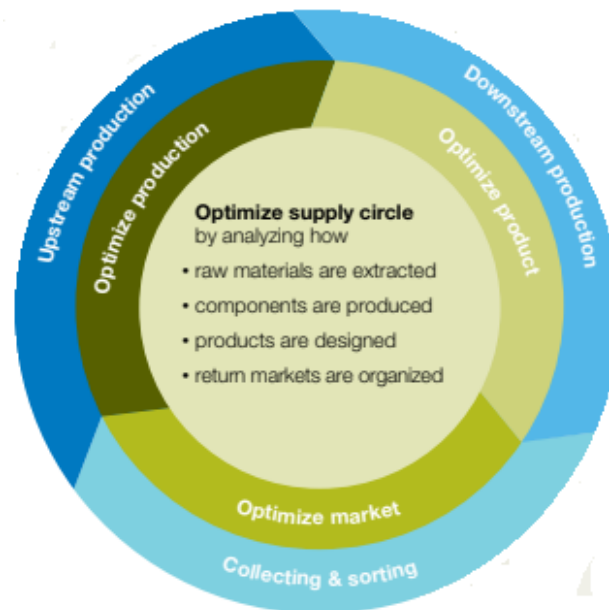 Upstream production
Downstream production
Optimize production
Optimize product
Optimize supply circle
by analyzing how
• raw materials are extracted
• components are produced
• products are designed
• return markets are organized
Optimize market
Collecting & sorting